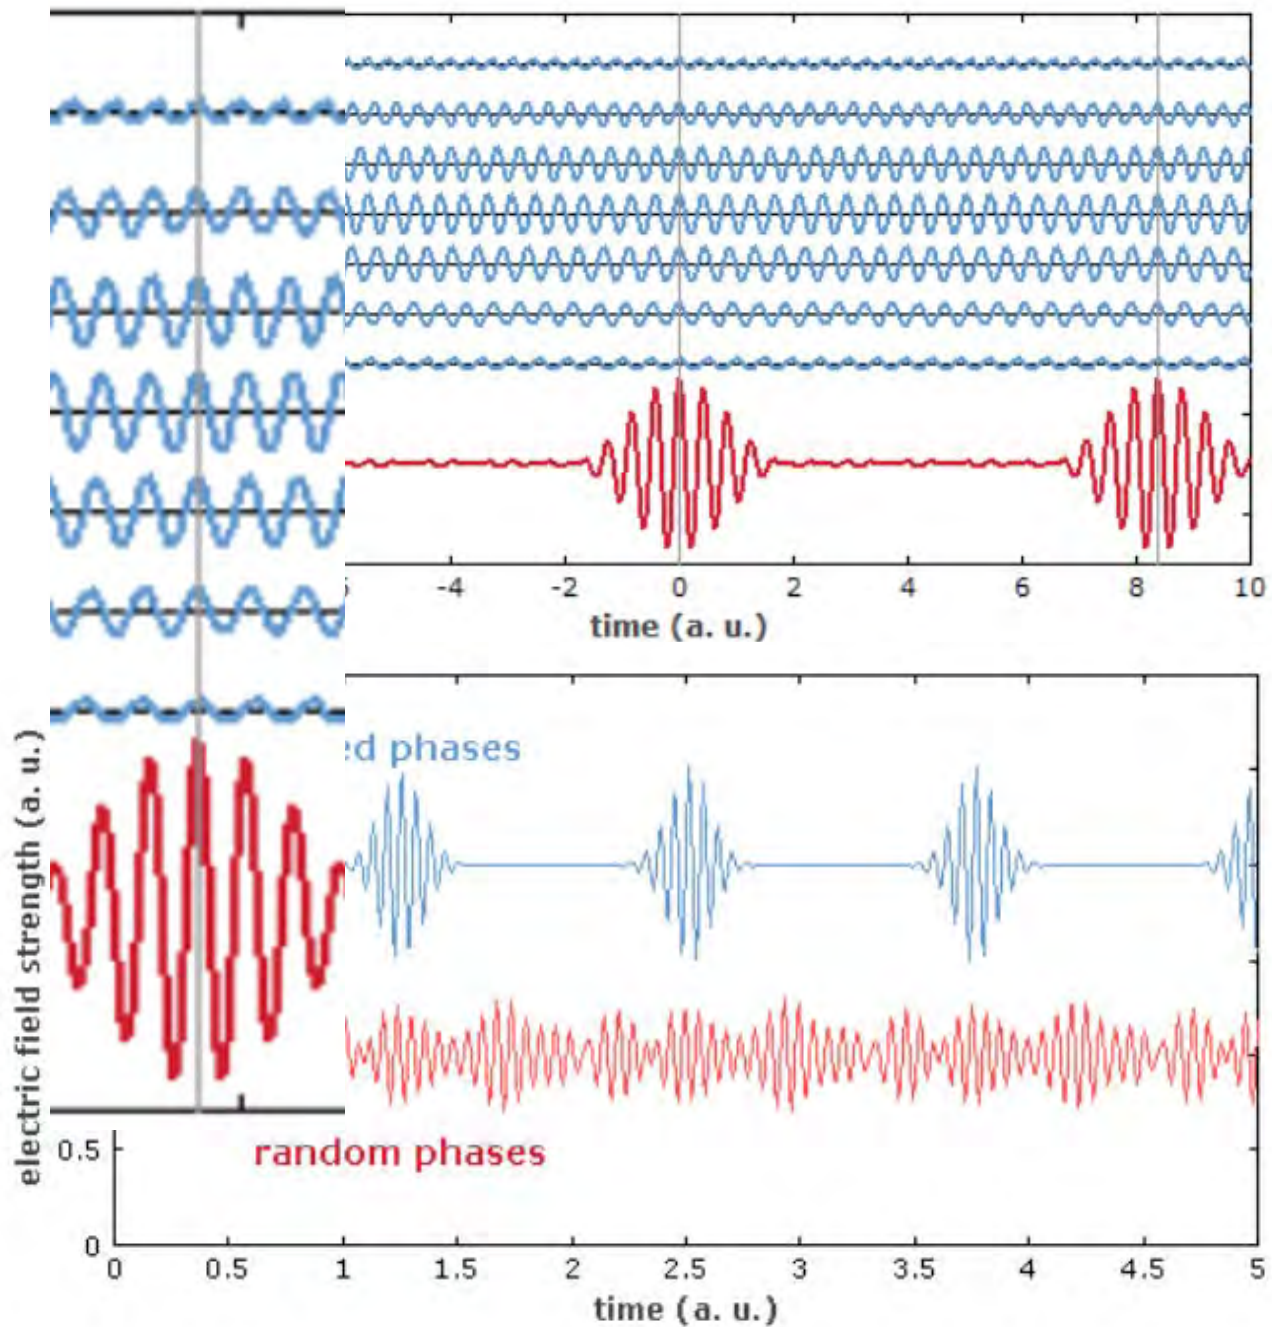 -4 -2 0 2 4 6 8 10
time (a. u.)
electric field strength (a. u.)
ed phases
random phases
0.5
0
0 0.5 1 1.5 2 2.5 3 3.5 4 4.5 5
time (a. u.)